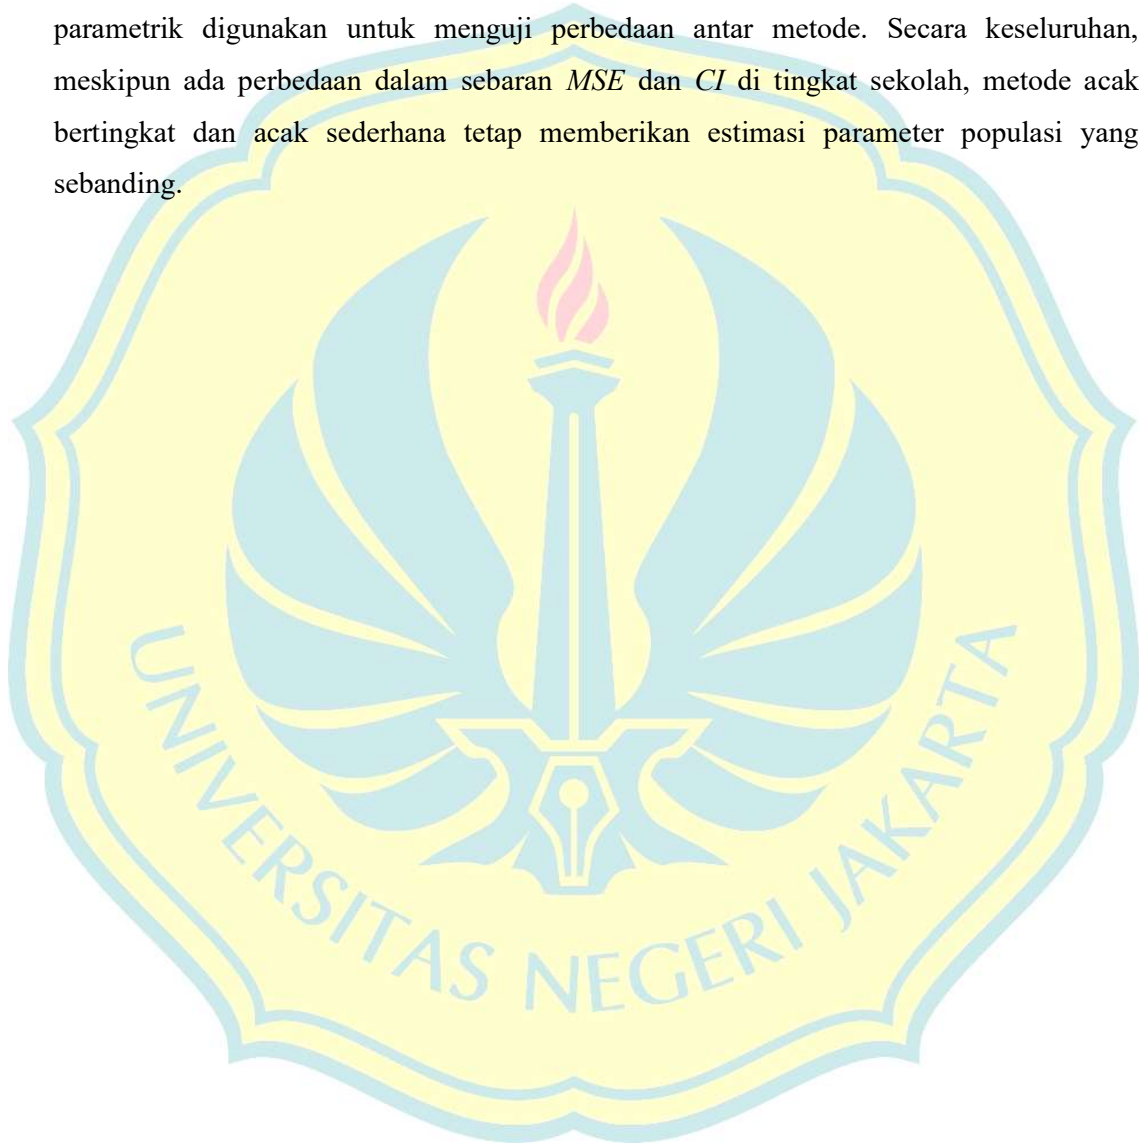 parametrik digunakan untuk menguji perbedaan antar metode. Secara keseluruhan,
meskipun ada perbedaan dalam sebaran MSE dan CI di tingkat sekolah, metode acak
bertingkat dan acak sederhana tetap memberikan estimasi parameter populasi yang
sebanding.
UNIVERSITAS NEGERI JAKARTA